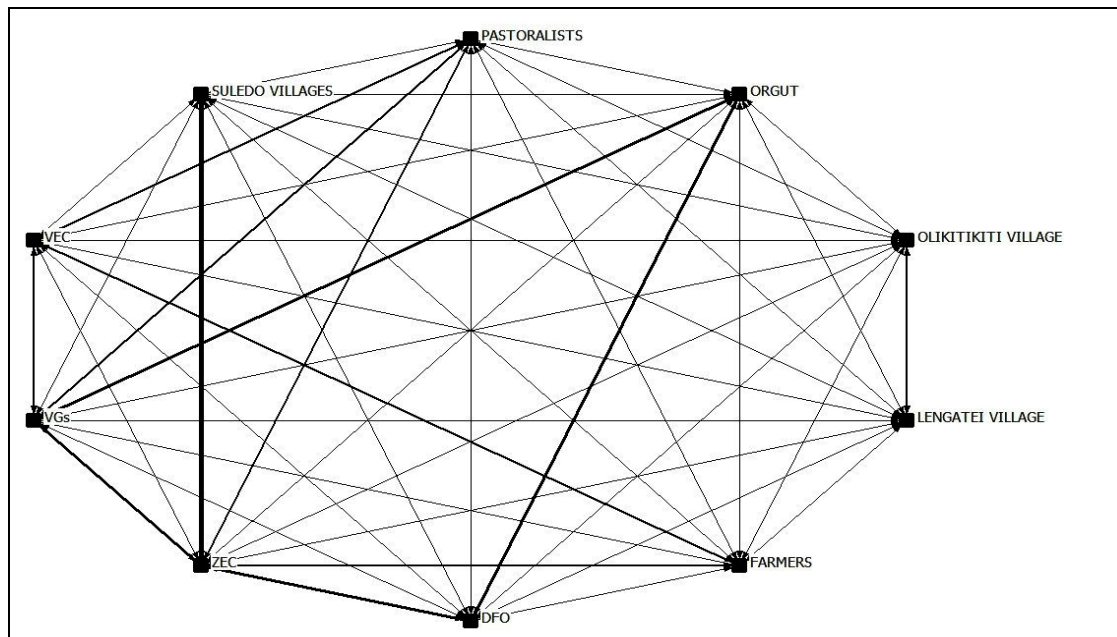 PASTORALISTS
SULEDO VILLAGES
ORGUT
VEC
OLIKITIKITI VILLAGE
VGs
LENGATEI VILLAGE
ZEC
FARMERS
DFO